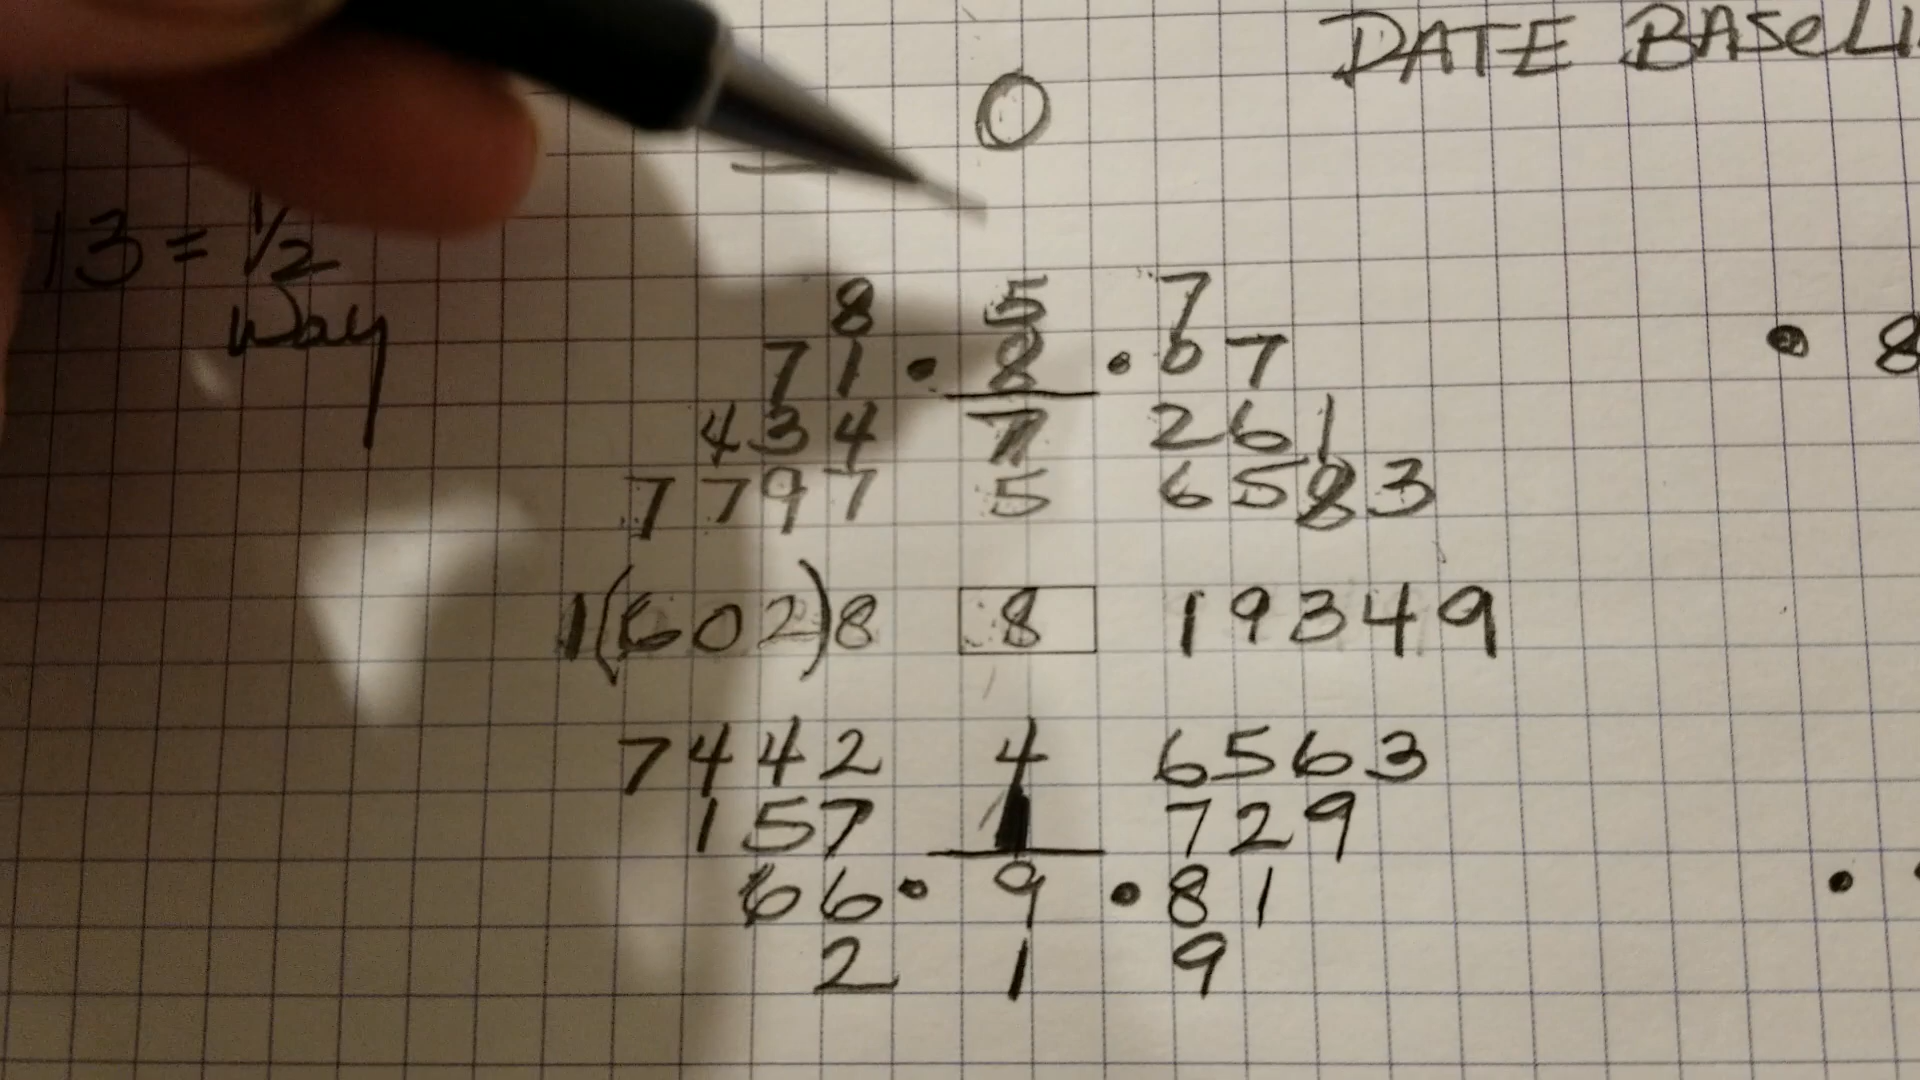 DATE BASELI
0
13 = 1/2
Way
8 5 7
71 • 8 • 67
• 8
434 7 261
7797 5 6583
1(602)8 8 19349
7442 4 6563
157 1 729
66 • 9 • 81
•
2 1 9